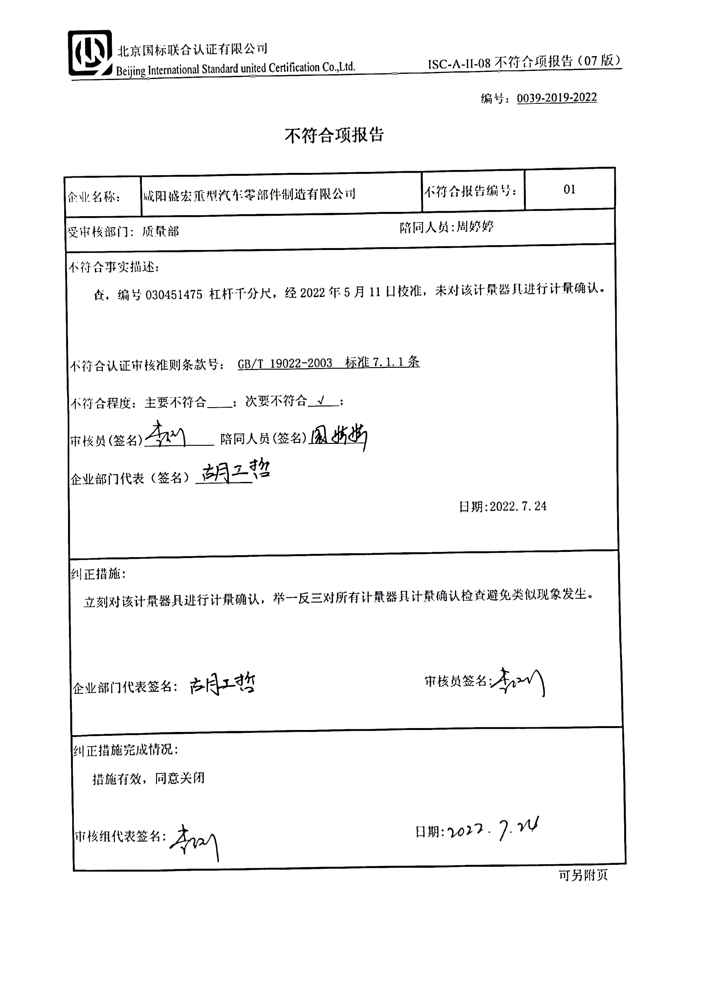 北京国标联合认证有限公司
Beijing International Standard united Certification Co.,Ltd.
ISC-A-II-08 不符合项报告（07 版）
编号：0039-2019-2022
不符合项报告
企业名称： 咸阳盛宏重型汽车零部件制造有限公司 不符合报告编号： 01
受审核部门：质量部 陪同人员:周婷婷
不符合事实描述：
查，编号 030451475 杠杆千分尺，经 2022 年 5 月 11 日校准，未对该计量器具进行计量确认。
不符合认证审核准则条款号： GB/T 19022-2003 标准 7.1.1 条
不符合程度：主要不符合____；次要不符合 √ ；
审核员(签名) 陪同人员(签名)周婷婷
企业部门代表（签名）胡工哲
日期:2022.7.24
纠正措施：
立刻对该计量器具进行计量确认，举一反三对所有计量器具计量确认检查避免类似现象发生。
企业部门代表签名：胡工哲 审核员签名:
纠正措施完成情况：
措施有效，同意关闭
审核组代表签名： 日期:2022.7.24
可另附页